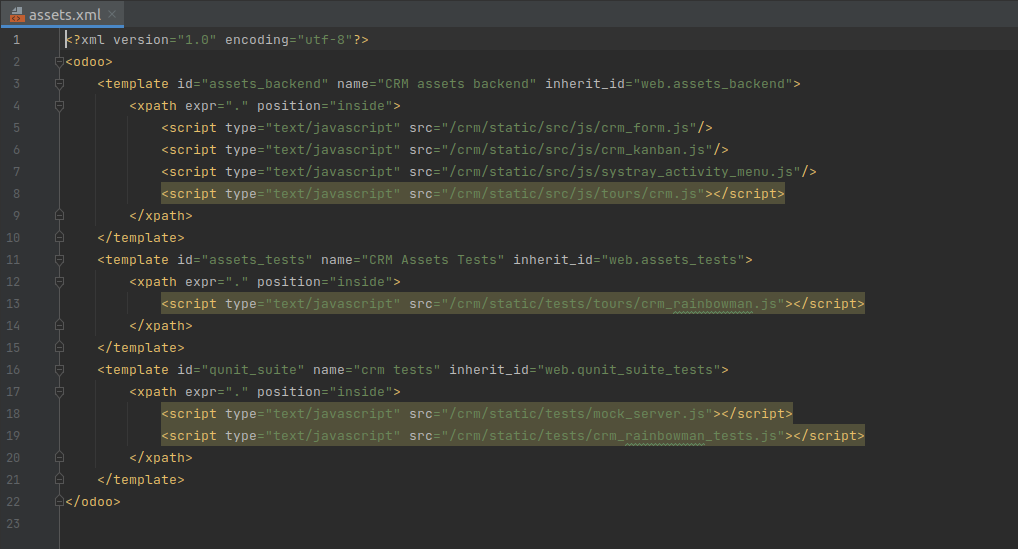 assets.xml
1 <?xml version="1.0" encoding="utf-8"?>
2 <odoo>
3     <template id="assets_backend" name="CRM assets backend" inherit_id="web.assets_backend">
4         <xpath expr="." position="inside">
5             <script type="text/javascript" src="/crm/static/src/js/crm_form.js"/>
6             <script type="text/javascript" src="/crm/static/src/js/crm_kanban.js"/>
7             <script type="text/javascript" src="/crm/static/src/js/systray_activity_menu.js"/>
8             <script type="text/javascript" src="/crm/static/src/js/tours/crm.js"></script>
9         </xpath>
10     </template>
11     <template id="assets_tests" name="CRM Assets Tests" inherit_id="web.assets_tests">
12         <xpath expr="." position="inside">
13             <script type="text/javascript" src="/crm/static/tests/tours/crm_rainbowman.js"></script>
14         </xpath>
15     </template>
16     <template id="qunit_suite" name="crm tests" inherit_id="web.qunit_suite_tests">
17         <xpath expr="." position="inside">
18             <script type="text/javascript" src="/crm/static/tests/mock_server.js"></script>
19             <script type="text/javascript" src="/crm/static/tests/crm_rainbowman_tests.js"></script>
20         </xpath>
21     </template>
22 </odoo>
23